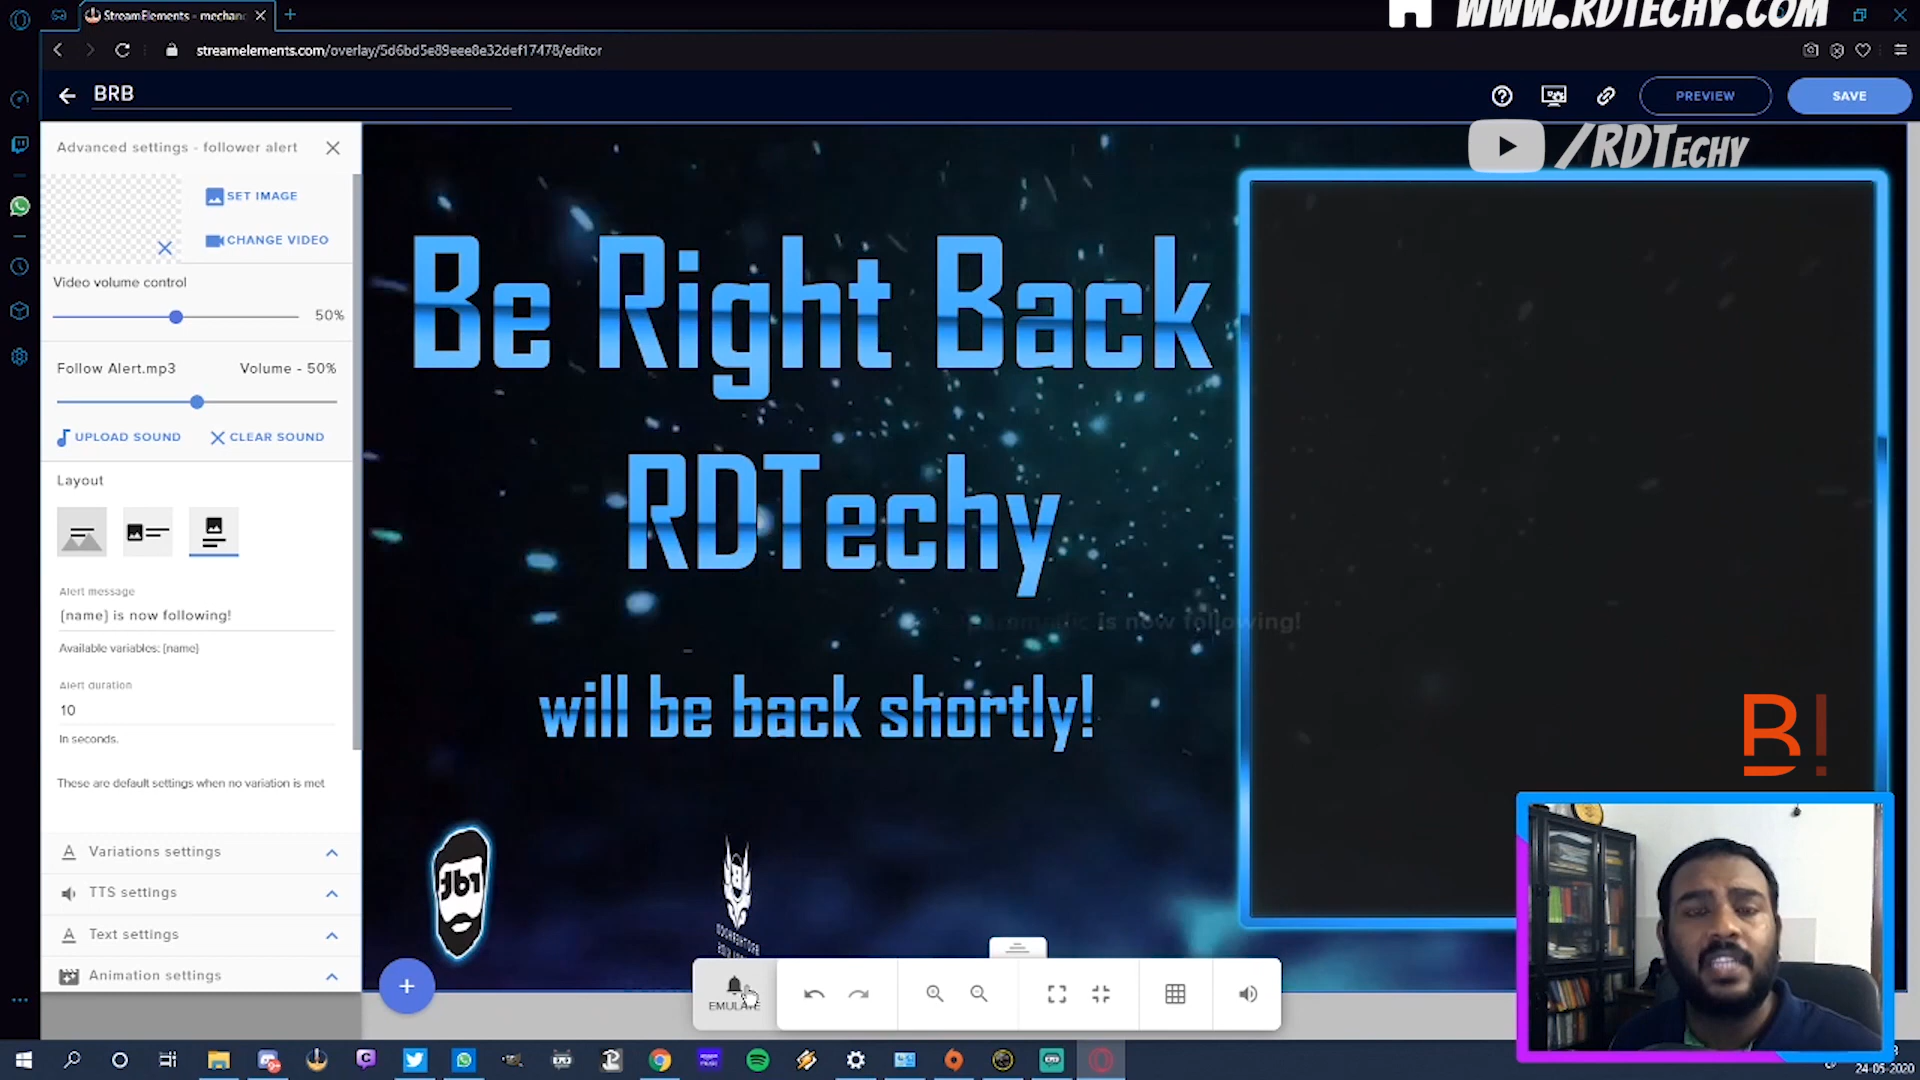 StreamElements - mechan
WWW.RDTECHY.COM
streamelements.com/overlay/5d6bd5e89eee8e32def17478/editor
BRB
PREVIEW
SAVE
/RDTECHY
Advanced settings - follower alert
SET IMAGE
CHANGE VIDEO
Video volume control
50%
Follow Alert.mp3
Volume - 50%
UPLOAD SOUND
CLEAR SOUND
Layout
Alert message
{name} is now following!
Available variables: {name}
Alert duration
10
In seconds.
These are default settings when no variation is met
Variations settings
TTS settings
Text settings
Animation settings
Be Right Back
RDTechy
is now following!
will be back shortly!
B!
rdt
EMULATE
24-05-2020